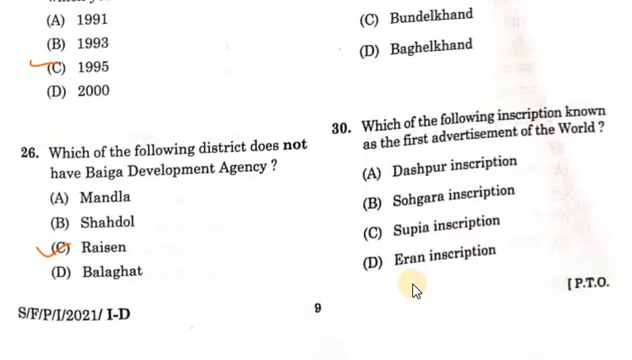 (A) 1991
(B) 1993
(C) 1995
(D) 2000
26. Which of the following district does not
have Baiga Development Agency ?
(A) Mandla
(B) Shahdol
(C) Raisen
(D) Balaghat
(C) Bundelkhand
(D) Baghelkhand
30. Which of the following inscription known
as the first advertisement of the World ?
(A) Dashpur inscription
(B) Sohgara inscription
(C) Supia inscription
(D) Eran inscription
[ P.T.O.
S/F/P/I/2021/ I-D
9